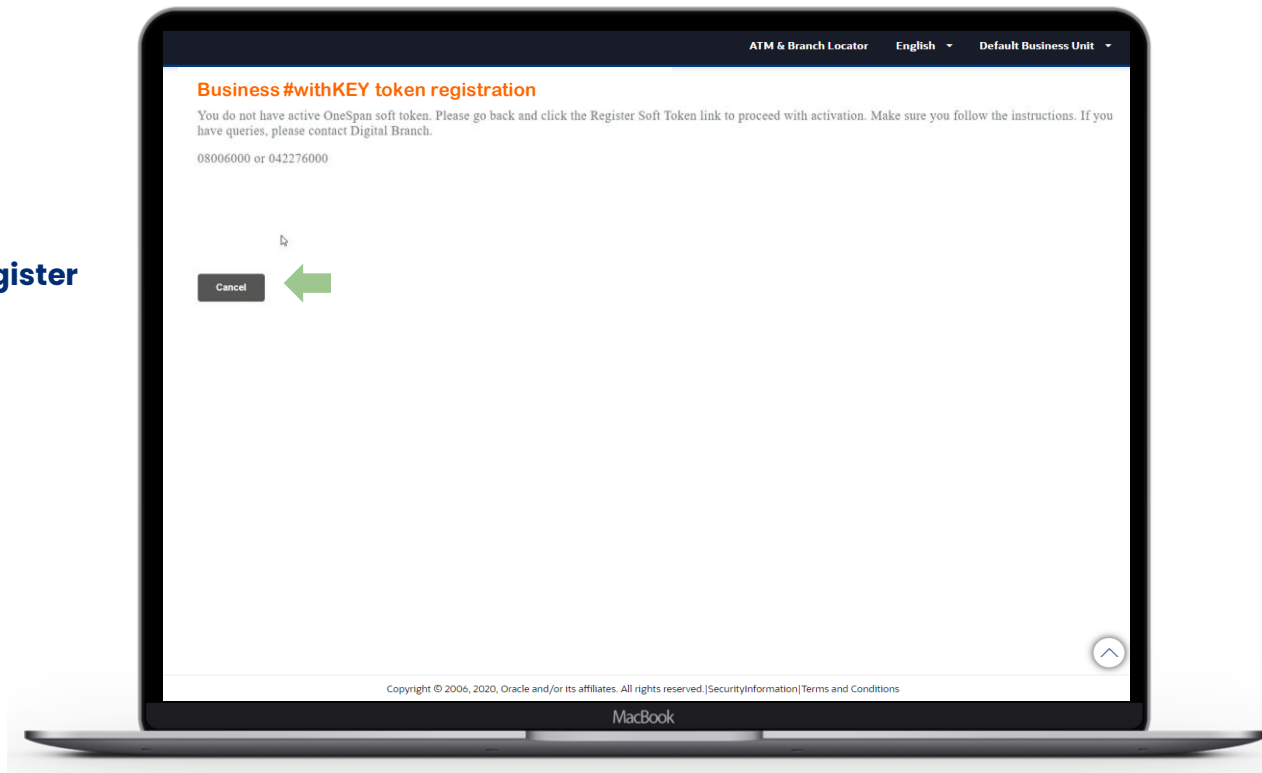 ATM & Branch Locator English Default Business Unit
Business #withKEY token registration
You do not have active OneSpan soft token. Please go back and click the Register Soft Token link to proceed with activation. Make sure you follow the instructions. If you
have queries, please contact Digital Branch.
08006000 or 042276000
gister
Cancel
Copyright © 2006, 2020, Oracle and/or its affiliates. All rights reserved.|SecurityInformation|Terms and Conditions
MacBook